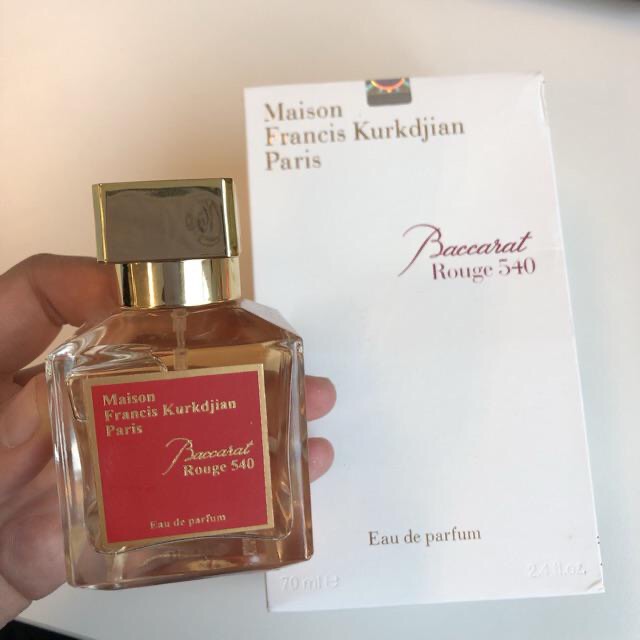 Maison
Francis Kurkdjian
Paris
Baccarat
Rouge 540
Eau de parfum
70 ml ℮
2.4 fl.oz.
Maison
Francis Kurkdjian
Paris
Baccarat
Rouge 540
Eau de parfum